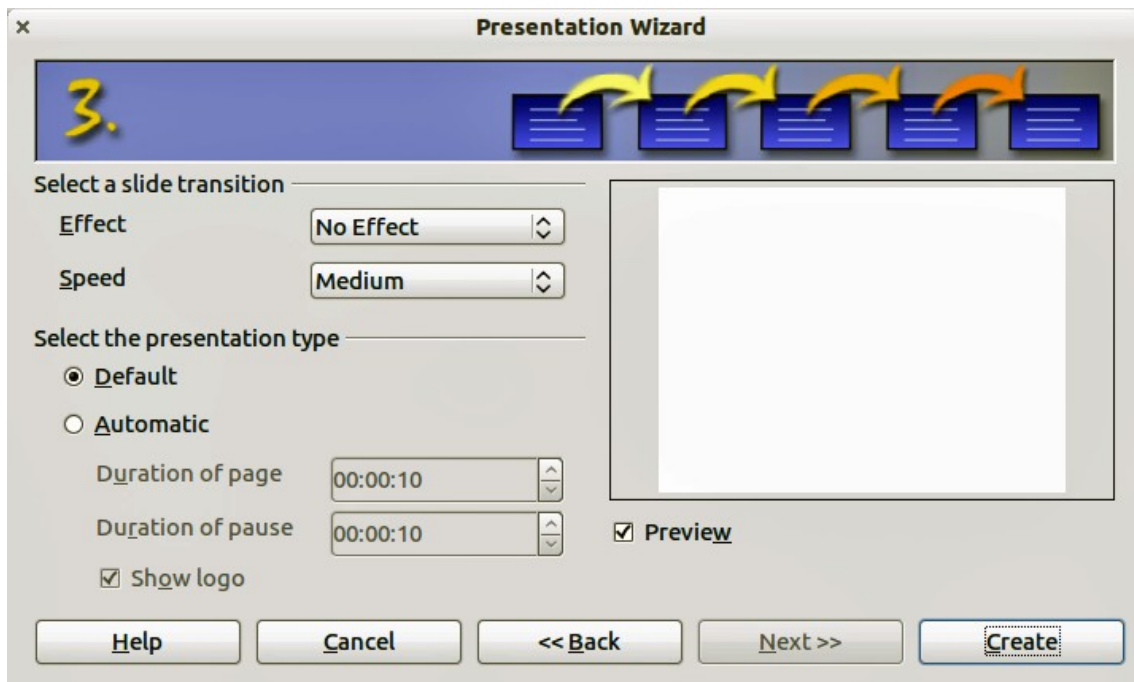 Presentation Wizard
3.
Select a slide transition
Effect No Effect
Speed Medium
Select the presentation type
Default
Automatic
Duration of page 00:00:10
Duration of pause 00:00:10
Preview
Show logo
Help Cancel << Back Next >> Create